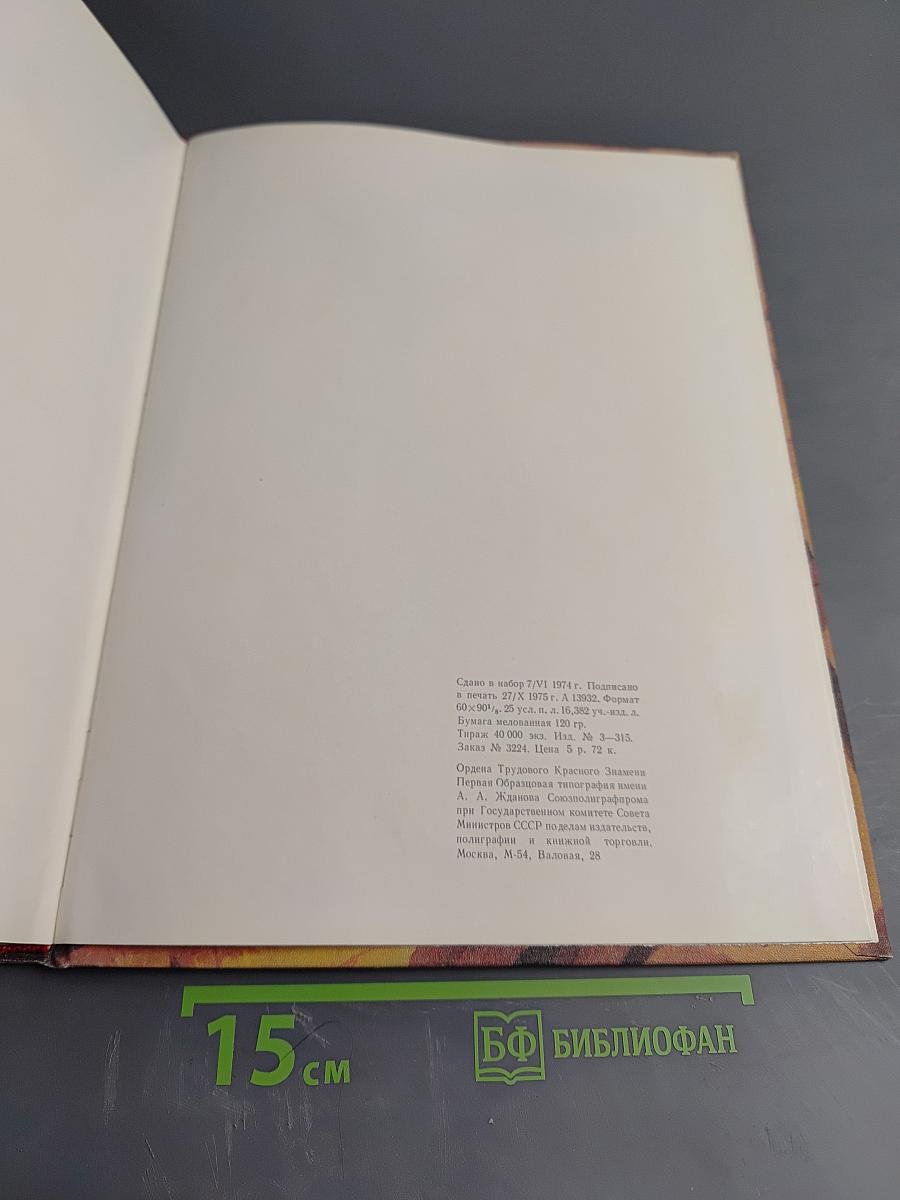 Сдано в набор 7/VI 1974 г. Подписано
в печать 27/X 1975 г. А 13932. Формат
60×90¹/₈. 25 усл. п. л. 16,382 уч.-изд. л.
Бумага мелованная 120 гр.
Тираж 40 000 экз. Изд. № 3—315.
Заказ № 3224. Цена 5 р. 72 к.
Ордена Трудового Красного Знамени
Первая Образцовая типография имени
А. А. Жданова Союзполиграфпрома
при Государственном комитете Совета
Министров СССР по делам издательств,
полиграфии и книжной торговли.
Москва, М-54, Валовая, 28
15 см
БФ БИБЛИОФАН